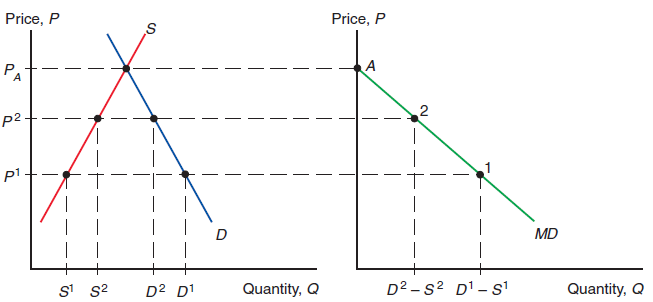 Price, P
S
P_A
P²
P¹
D
S¹ S² D² D¹ Quantity, Q
Price, P
A
2
1
MD
D² – S² D¹ – S¹ Quantity, Q